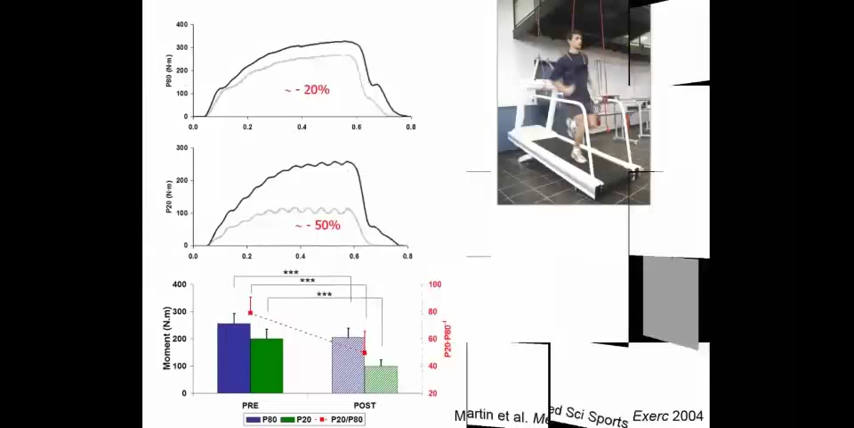 400
300
200
100
0
P80 (N·m)
~ - 20%
0.0 0.2 0.4 0.6 0.8
300
200
100
0
P20 (N·m)
~ - 50%
0.0 0.2 0.4 0.6 0.8
400
300
200
100
0
Moment (N.m)
***
***
***
100
80
60
40
20
P20·P80⁻¹
PRE POST
P80 P20 P20/P80
Martin et al. Med Sci Sports Exerc 2004